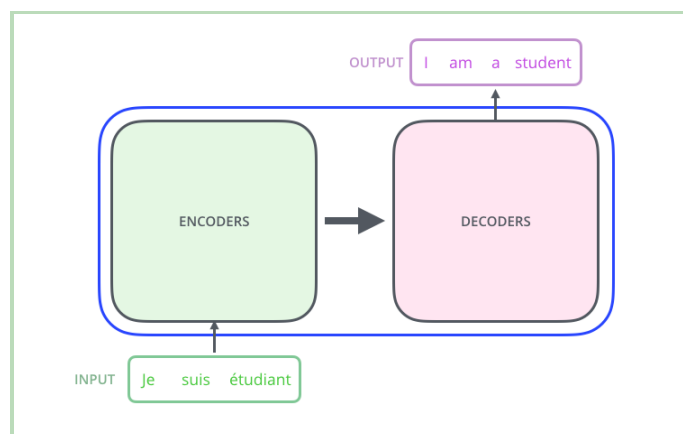 OUTPUT I am a student
ENCODERS
DECODERS
INPUT Je suis étudiant